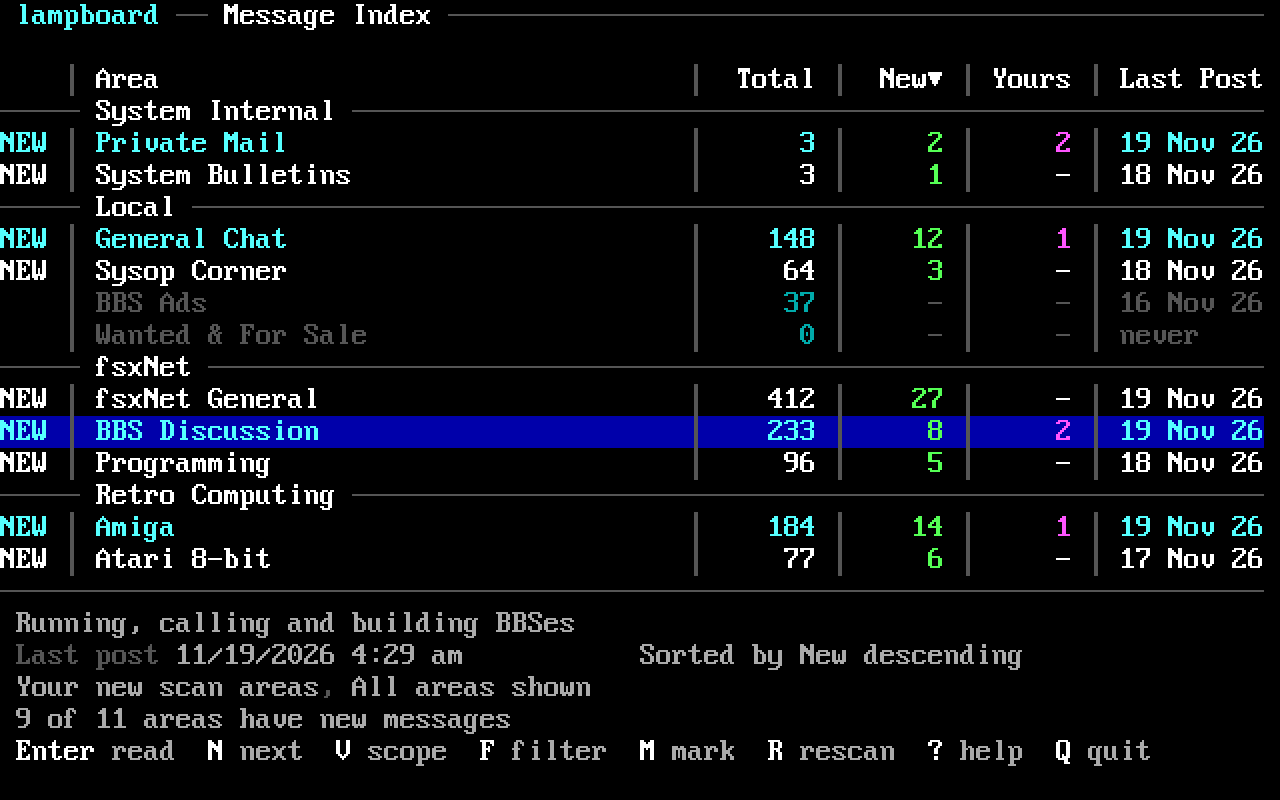 lampboard — Message Index
Area Total New▼ Yours Last Post
System Internal
NEW Private Mail 3 2 2 19 Nov 26
NEW System Bulletins 3 1 - 18 Nov 26
Local
NEW General Chat 148 12 1 19 Nov 26
NEW Sysop Corner 64 3 - 18 Nov 26
BBS Ads 37 - - 16 Nov 26
Wanted & For Sale 0 - - never
fsxNet
NEW fsxNet General 412 27 - 19 Nov 26
NEW BBS Discussion 233 8 2 19 Nov 26
NEW Programming 96 5 - 18 Nov 26
Retro Computing
NEW Amiga 184 14 1 19 Nov 26
NEW Atari 8-bit 77 6 - 17 Nov 26
Running, calling and building BBSes
Last post 11/19/2026 4:29 am Sorted by New descending
Your new scan areas, All areas shown
9 of 11 areas have new messages
Enter read N next V scope F filter M mark R rescan ? help Q quit